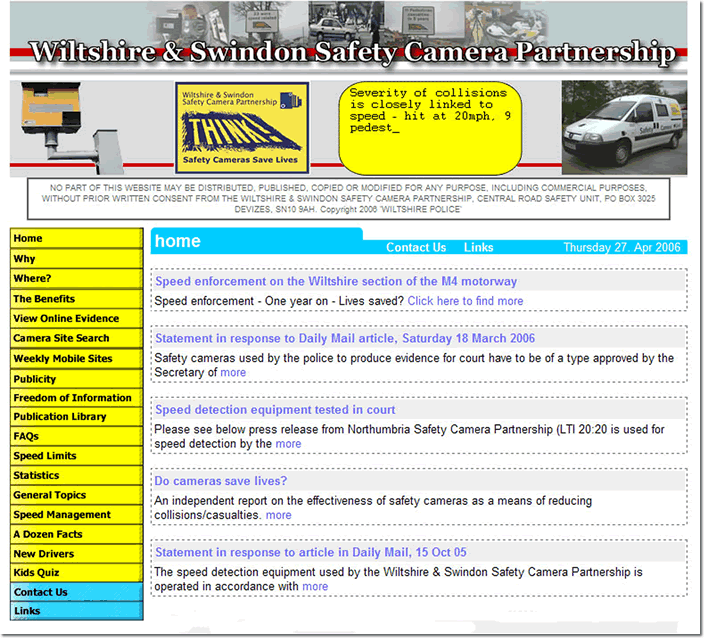 Wiltshire & Swindon Safety Camera Partnership
Wiltshire & Swindon
Safety Camera Partnership
THINK!
Safety Cameras Save Lives
Severity of collisions
is closely linked to
speed - hit at 20mph, 9
pedest_
NO PART OF THIS WEBSITE MAY BE DISTRIBUTED, PUBLISHED, COPIED OR MODIFIED FOR ANY PURPOSE, INCLUDING COMMERCIAL PURPOSES,
WITHOUT PRIOR WRITTEN CONSENT FROM THE WILTSHIRE & SWINDON SAFETY CAMERA PARTNERSHIP, CENTRAL ROAD SAFETY UNIT, PO BOX 3025
DEVIZES, SN10 9AH. Copyright 2006 'WILTSHIRE POLICE'
Home
Why
Where?
The Benefits
View Online Evidence
Camera Site Search
Weekly Mobile Sites
Publicity
Freedom of Information
Publication Library
FAQs
Speed Limits
Statistics
General Topics
Speed Management
A Dozen Facts
New Drivers
Kids Quiz
Contact Us
Links
home
Contact Us Links Thursday 27. Apr 2006
Speed enforcement on the Wiltshire section of the M4 motorway
Speed enforcement - One year on - Lives saved? Click here to find more
Statement in response to Daily Mail article, Saturday 18 March 2006
Safety cameras used by the police to produce evidence for court have to be of a type approved by the
Secretary of more
Speed detection equipment tested in court
Please see below press release from Northumbria Safety Camera Partnership (LTI 20:20 is used for
speed detection by the more
Do cameras save lives?
An independent report on the effectiveness of safety cameras as a means of reducing
collisions/casualties. more
Statement in response to article in Daily Mail, 15 Oct 05
The speed detection equipment used by the Wiltshire & Swindon Safety Camera Partnership is
operated in accordance with more